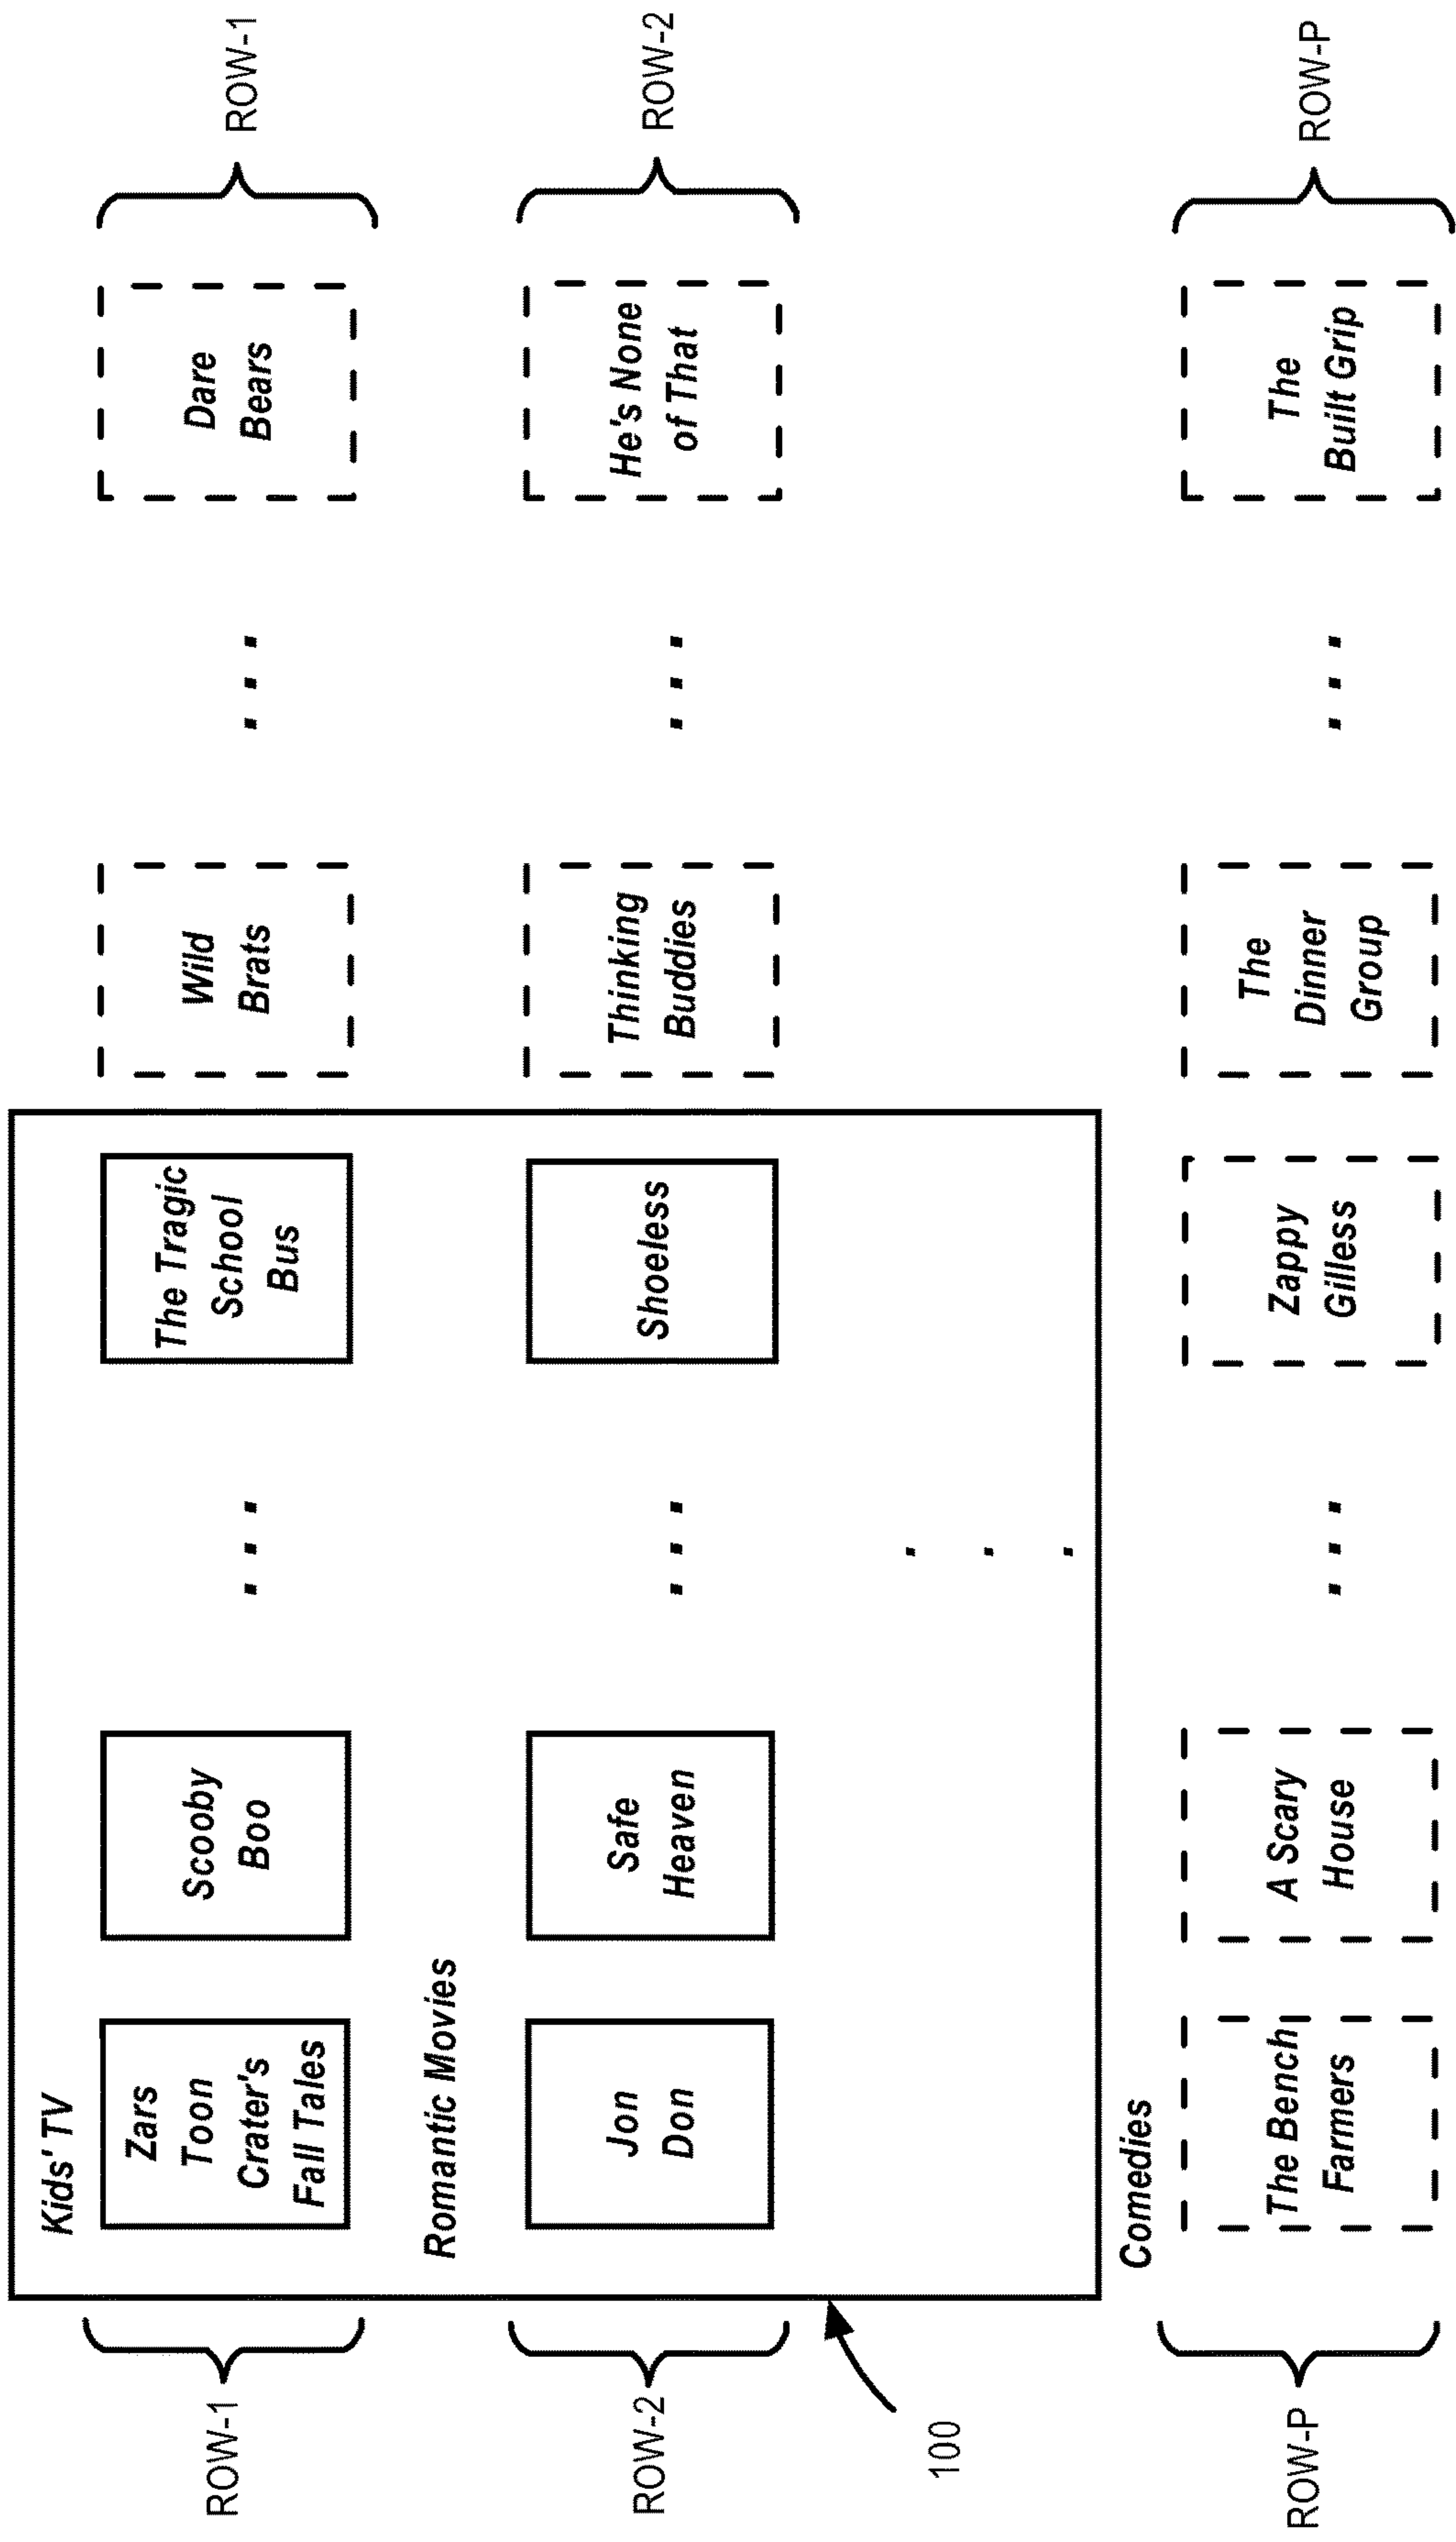 Kids' TV
ROW-1
Zars
Toon
Crater's
Fall Tales
Scooby
Boo
. . .
The Tragic
School
Bus
Wild
Brats
. . .
Dare
Bears
ROW-1
Romantic Movies
ROW-2
Jon
Don
Safe
Heaven
. . .
Shoeless
Thinking
Buddies
. . .
He's None
of That
ROW-2
100
Comedies
ROW-P
The Bench
Farmers
A Scary
House
. . .
Zappy
Gilless
The
Dinner
Group
. . .
The
Built Grip
ROW-P